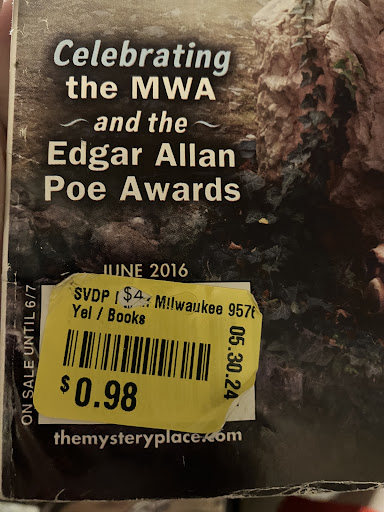 Celebrating
the MWA
and the
Edgar Allan
Poe Awards
JUNE 2016
ON SALE UNTIL 6/7
SVDP $4 Milwaukee 957
Yel / Books
05.30.24
$0.98
themysteryplace.com